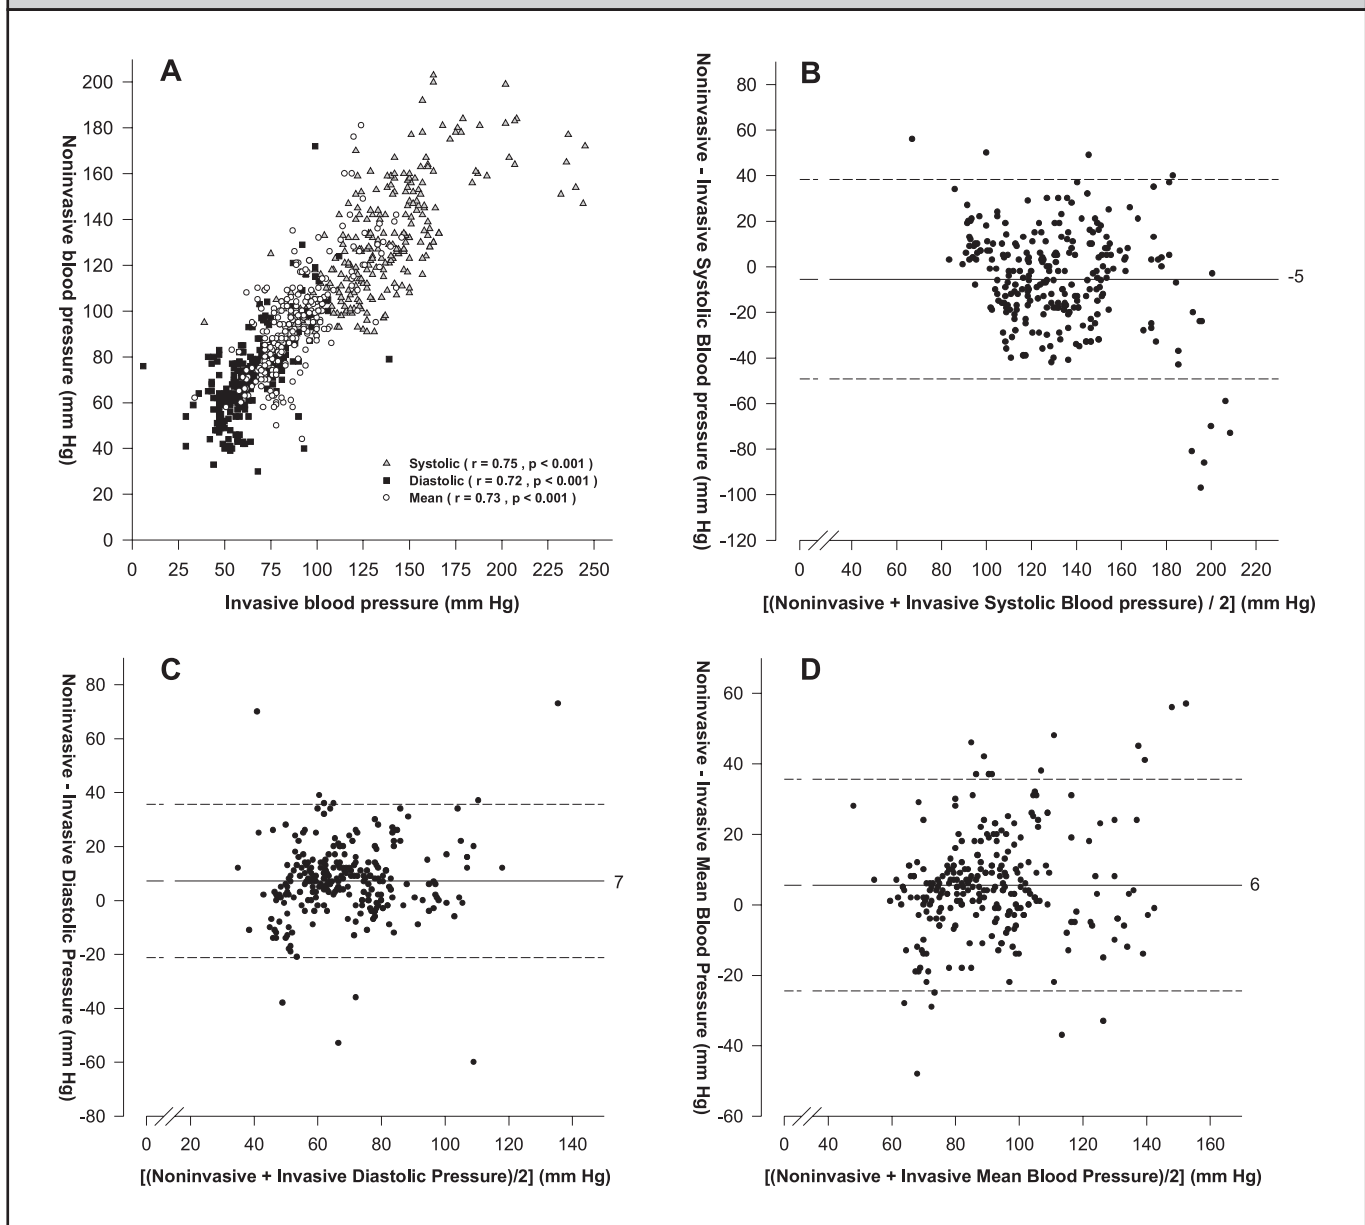 A
Noninvasive blood pressure (mm Hg)
200
180
160
140
120
100
80
60
40
20
0
Systolic ( r = 0.75 , p < 0.001 )
Diastolic ( r = 0.72 , p < 0.001 )
Mean ( r = 0.73 , p < 0.001 )
0 25 50 75 100 125 150 175 200 225 250
Invasive blood pressure (mm Hg)
B
Noninvasive - Invasive Systolic Blood pressure (mm Hg)
80
60
40
20
0
-20
-40
-60
-80
-100
-120
-5
0 40 60 80 100 120 140 160 180 200 220
[(Noninvasive + Invasive Systolic Blood pressure) / 2] (mm Hg)
C
Noninvasive - Invasive Diastolic Pressure (mm Hg)
80
60
40
20
0
-20
-40
-60
-80
7
0 20 40 60 80 100 120 140
[(Noninvasive + Invasive Diastolic Pressure)/2] (mm Hg)
D
Noninvasive - Invasive Mean Blood Pressure (mm Hg)
60
40
20
0
-20
-40
-60
6
0 40 60 80 100 120 140 160
[(Noninvasive + Invasive Mean Blood Pressure)/2] (mm Hg)